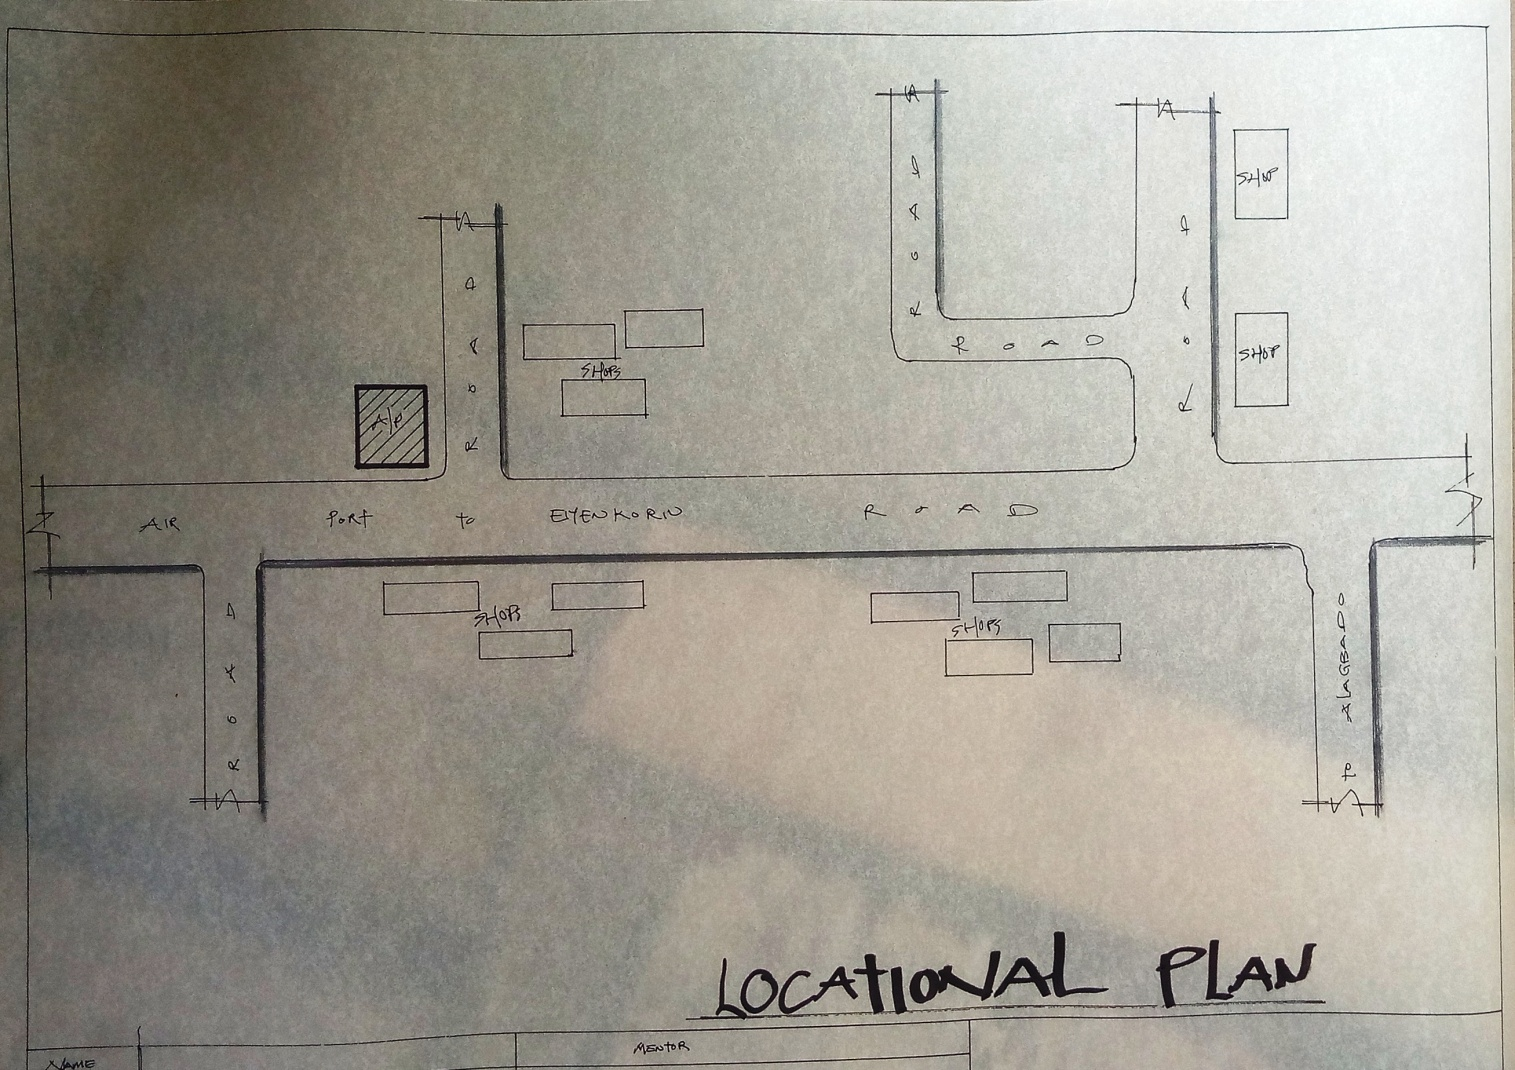 SHOP
SHOP
SHOPS
A/P
ROAD
ROAD
ROAD
ROAD
AIR PORT to EIYENKORIN ROAD
SHOPS
SHOPS
ROAD
to ALAGBADO
LOCATIONAL PLAN
NAME
MENTOR